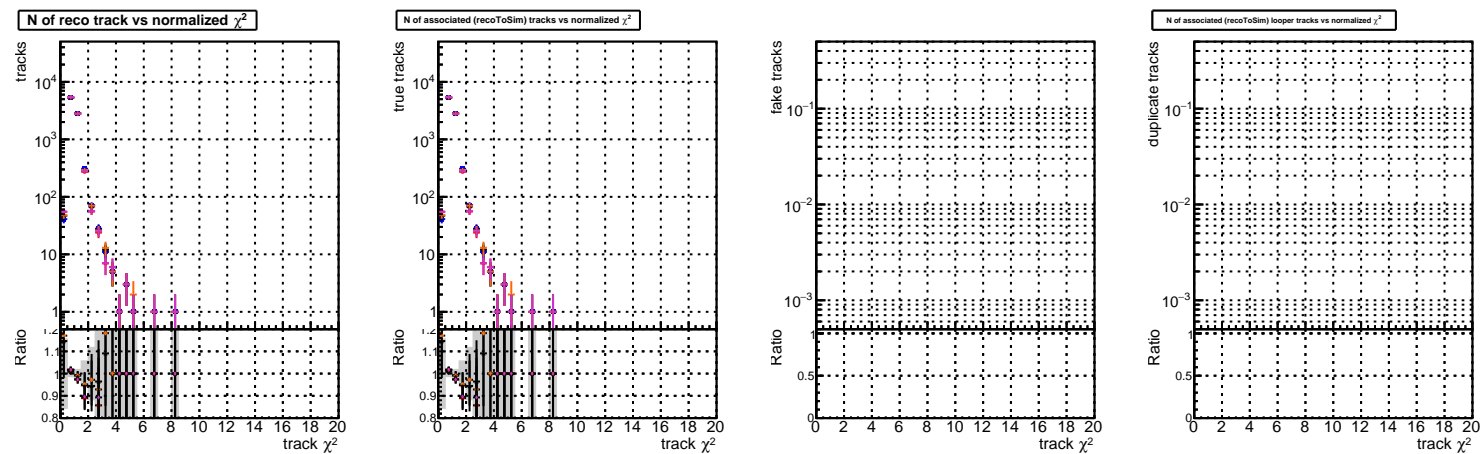 N of reco track vs normalized χ²
tracks
10⁴
10³
10²
10
1
Ratio
1.2
1.1
1
0.9
0.8
0 2 4 6 8 10 12 14 16 18 20
track χ²
N of associated (recoToSim) tracks vs normalized χ²
true tracks
10⁴
10³
10²
10
1
Ratio
1.2
1.1
1
0.9
0.8
0 2 4 6 8 10 12 14 16 18 20
track χ²
fake tracks
10⁻¹
10⁻²
10⁻³
Ratio
1
0.5
0
0 2 4 6 8 10 12 14 16 18 20
track χ²
N of associated (recoToSim) looper tracks vs normalized χ²
duplicate tracks
10⁻¹
10⁻²
10⁻³
Ratio
1
0.5
0
0 2 4 6 8 10 12 14 16 18 20
track χ²